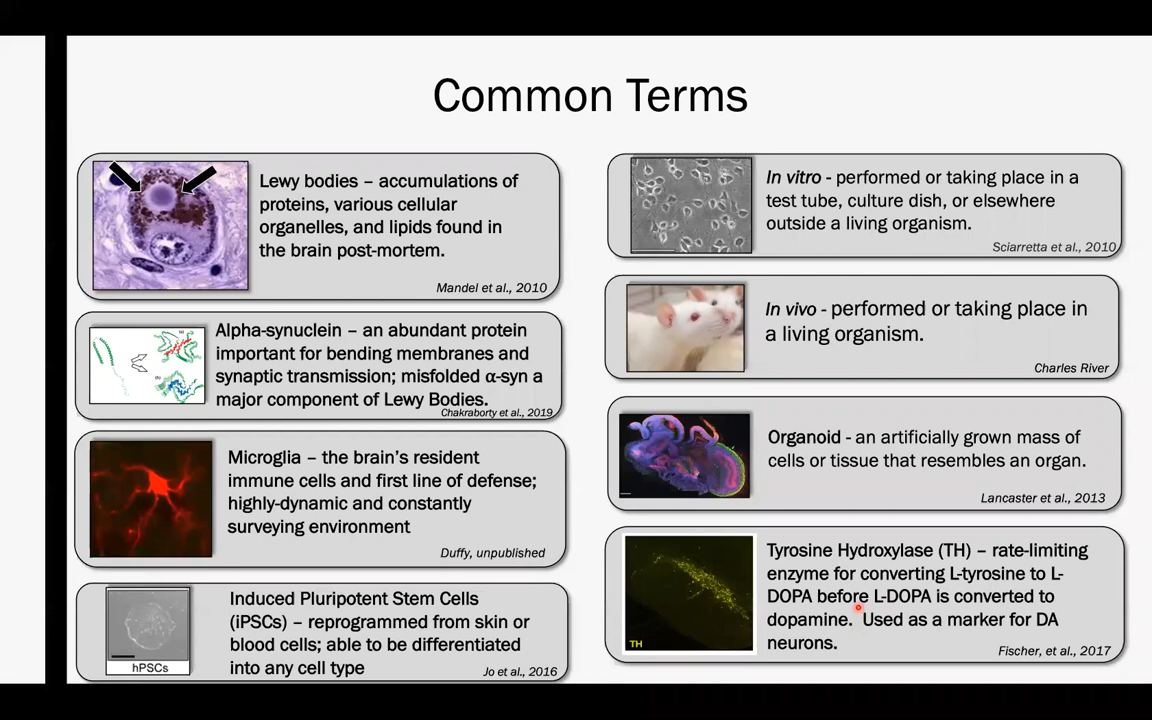 Common Terms
Lewy bodies – accumulations of
proteins, various cellular
organelles, and lipids found in
the brain post-mortem.
Mandel et al., 2010
Alpha-synuclein – an abundant protein
important for bending membranes and
synaptic transmission; misfolded α-syn a
major component of Lewy Bodies.
Chakraborty et al., 2019
Microglia – the brain's resident
immune cells and first line of defense;
highly-dynamic and constantly
surveying environment
Duffy, unpublished
hPSCs
Induced Pluripotent Stem Cells
(iPSCs) – reprogrammed from skin or
blood cells; able to be differentiated
into any cell type
Jo et al., 2016
In vitro - performed or taking place in a
test tube, culture dish, or elsewhere
outside a living organism.
Sciarretta et al., 2010
In vivo - performed or taking place in
a living organism.
Charles River
Organoid - an artificially grown mass of
cells or tissue that resembles an organ.
Lancaster et al., 2013
TH
Tyrosine Hydroxylase (TH) – rate-limiting
enzyme for converting L-tyrosine to L-
DOPA before L-DOPA is converted to
dopamine.  Used as a marker for DA
neurons.
Fischer, et al., 2017